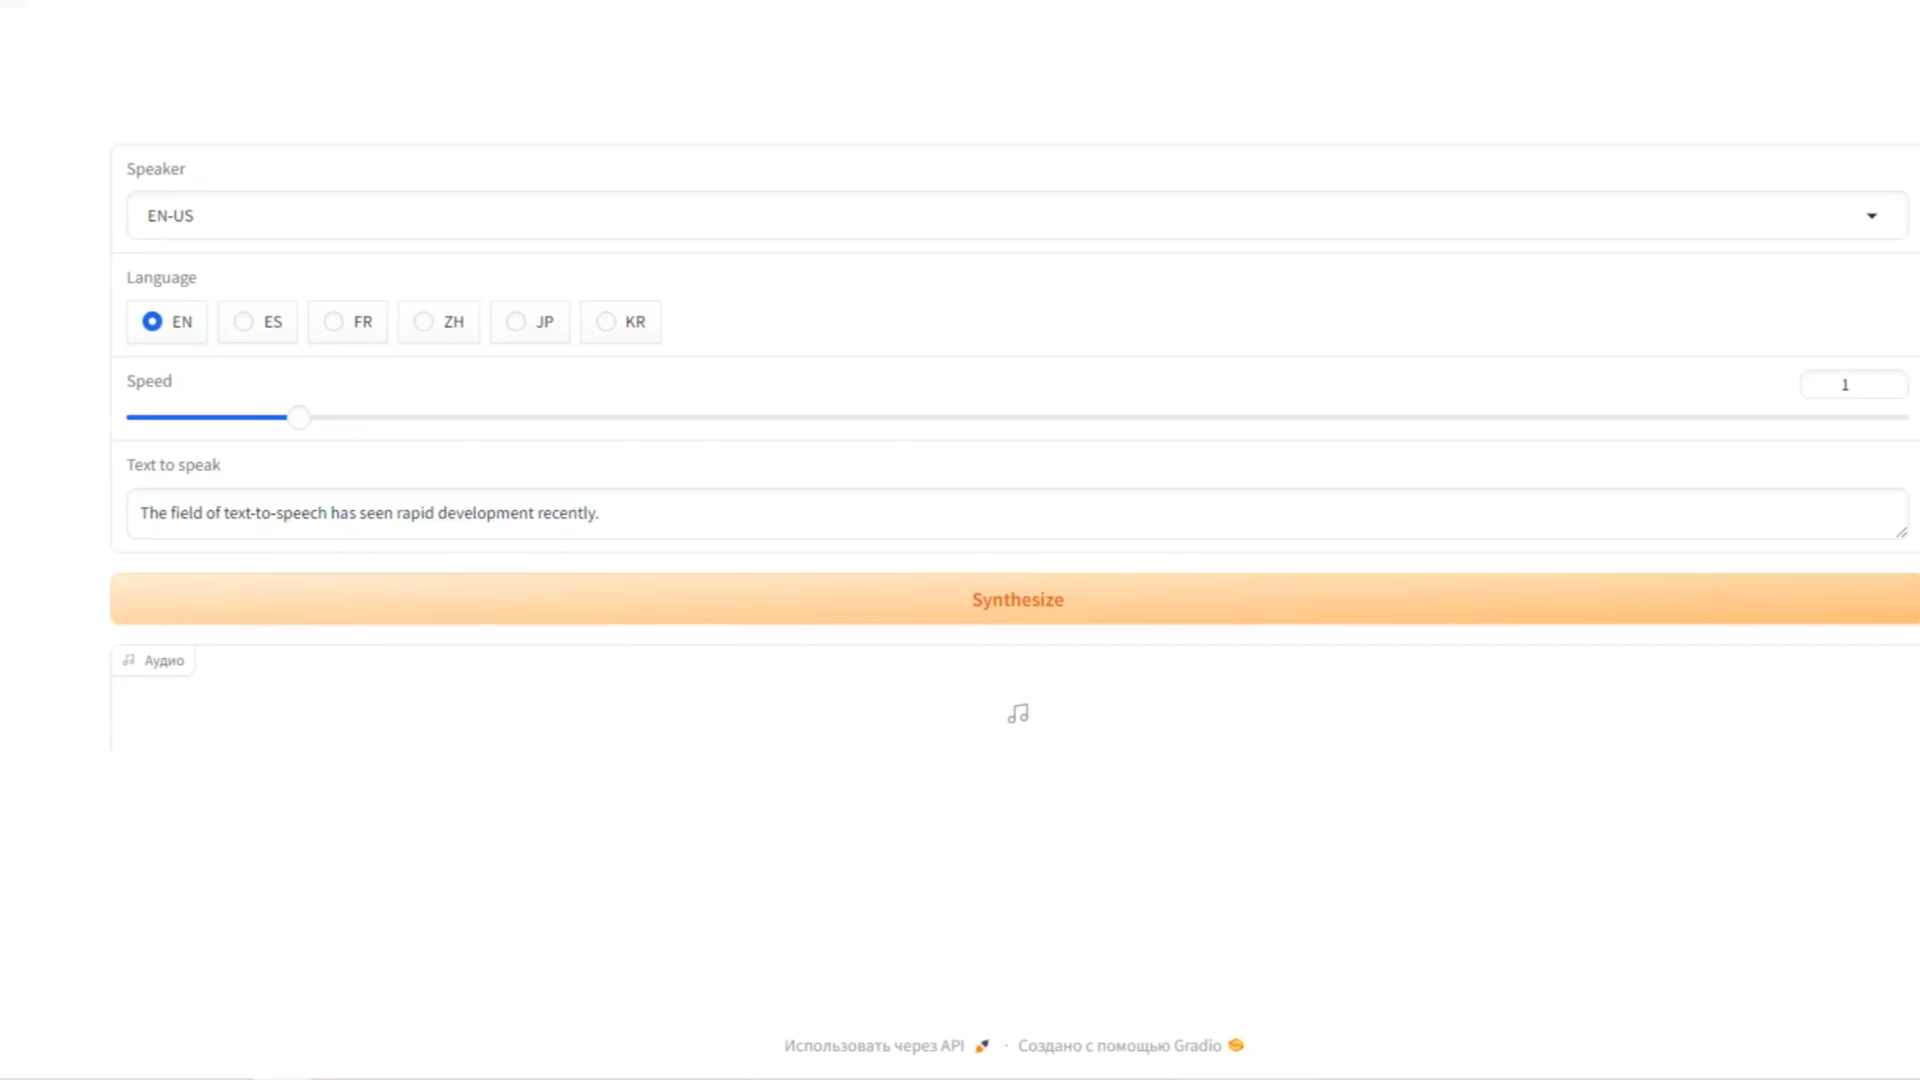 Speaker
EN-US
Language
EN ES FR ZH JP KR
Speed
1
Text to speak
The field of text-to-speech has seen rapid development recently.
Synthesize
Аудио
Использовать через API · Создано с помощью Gradio